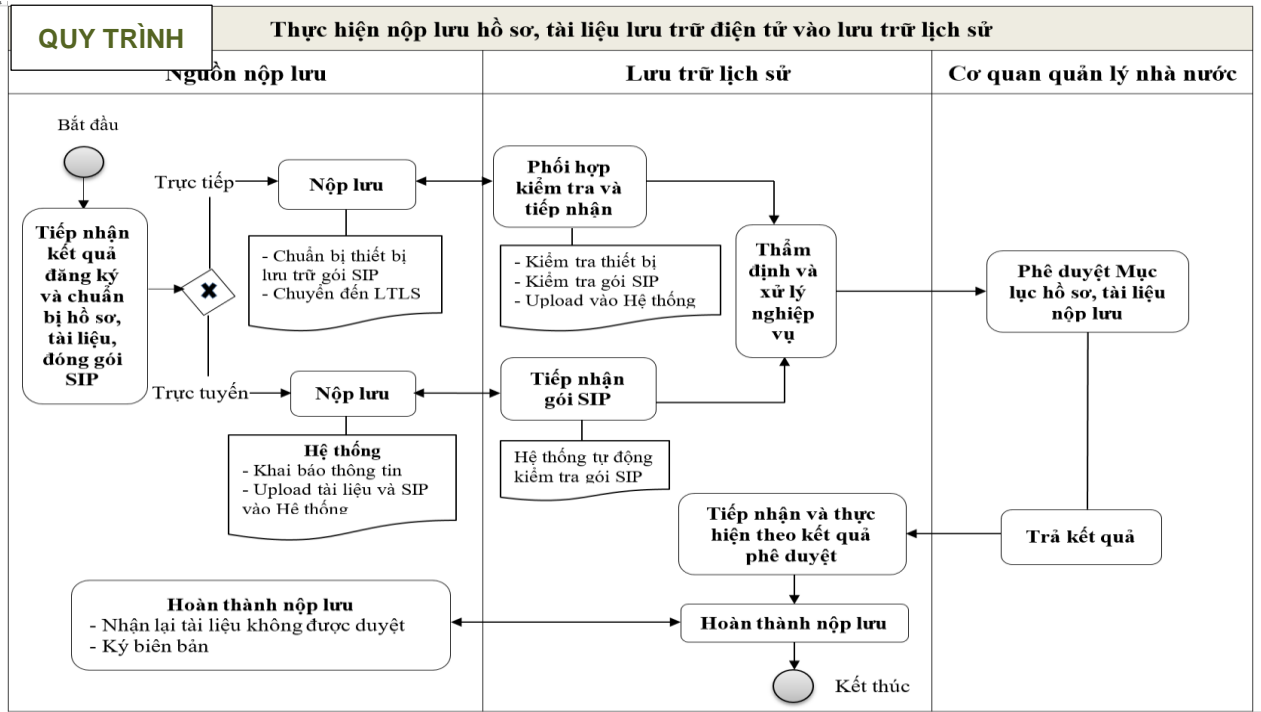 QUY TRÌNH
Thực hiện nộp lưu hồ sơ, tài liệu lưu trữ điện tử vào lưu trữ lịch sử
Nguồn nộp lưu
Lưu trữ lịch sử
Cơ quan quản lý nhà nước
Bắt đầu
Tiếp nhận
kết quả
đăng ký
và chuẩn
bị hồ sơ,
tài liệu,
đóng gói
SIP
Trực tiếp
Nộp lưu
- Chuẩn bị thiết bị
lưu trữ gói SIP
- Chuyển đến LTLS
Phối hợp
kiểm tra và
tiếp nhận
- Kiểm tra thiết bị
- Kiểm tra gói SIP
- Upload vào Hệ thống
Thẩm
định và
xử lý
nghiệp
vụ
Phê duyệt Mục
lục hồ sơ, tài liệu
nộp lưu
Trực tuyến
Nộp lưu
Hệ thống
- Khai báo thông tin
- Upload tài liệu và SIP
vào Hệ thống
Tiếp nhận
gói SIP
Hệ thống tự động
kiểm tra gói SIP
Tiếp nhận và thực
hiện theo kết quả
phê duyệt
Trả kết quả
Hoàn thành nộp lưu
- Nhận lại tài liệu không được duyệt
- Ký biên bản
Hoàn thành nộp lưu
Kết thúc